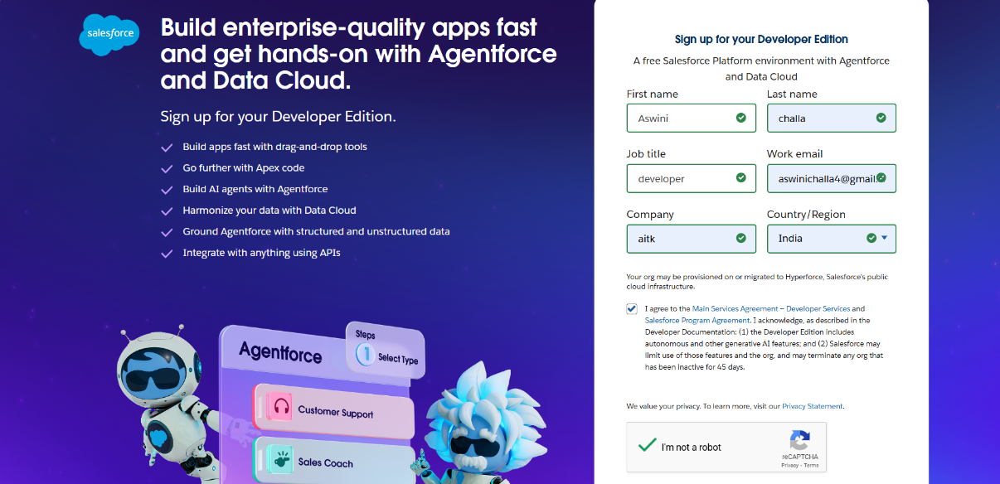 salesforce
Build enterprise-quality apps fast
and get hands-on with Agentforce
and Data Cloud.
Sign up for your Developer Edition.
Build apps fast with drag-and-drop tools
Go further with Apex code
Build AI agents with Agentforce
Harmonize your data with Data Cloud
Ground Agentforce with structured and unstructured data
Integrate with anything using APIs
Agentforce
Steps
1 Select Type
Customer Support
Sales Coach
Sign up for your Developer Edition
A free Salesforce Platform environment with Agentforce
and Data Cloud
First name
Last name
Aswini
challa
Job title
Work email
developer
aswinichalla4@gmail.
Company
Country/Region
aitk
India
Your org may be provisioned on or migrated to Hyperforce, Salesforce's public
cloud infrastructure.
I agree to the Main Services Agreement – Developer Services and
Salesforce Program Agreement. I acknowledge, as described in the
Developer Documentation: (1) the Developer Edition includes
autonomous and other generative AI features; and (2) Salesforce may
limit use of those features and the org, and may terminate any org that
has been inactive for 45 days.
We value your privacy. To learn more, visit our Privacy Statement.
I'm not a robot
reCAPTCHA
Privacy - Terms